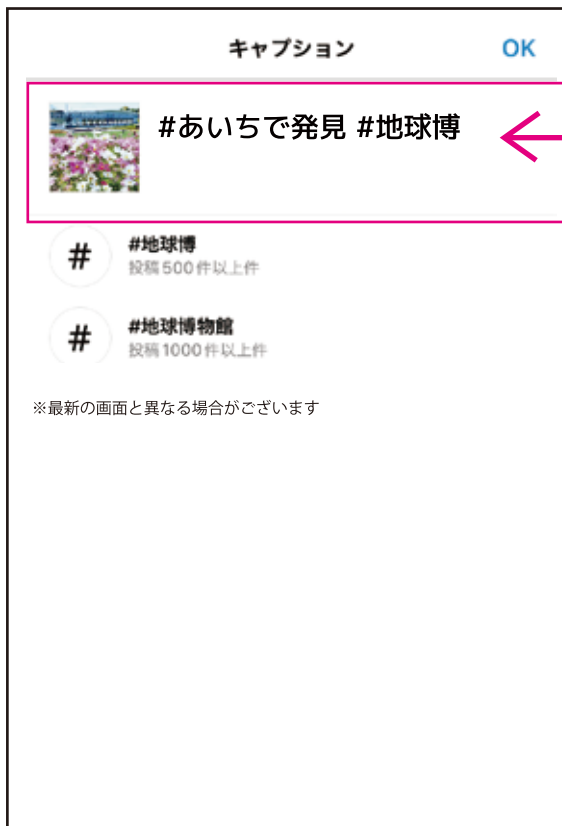 キャプション OK
#あいちで発見 #地球博
#
#地球博
投稿500件以上件
#
#地球博物館
投稿1000件以上件
※最新の画面と異なる場合がございます